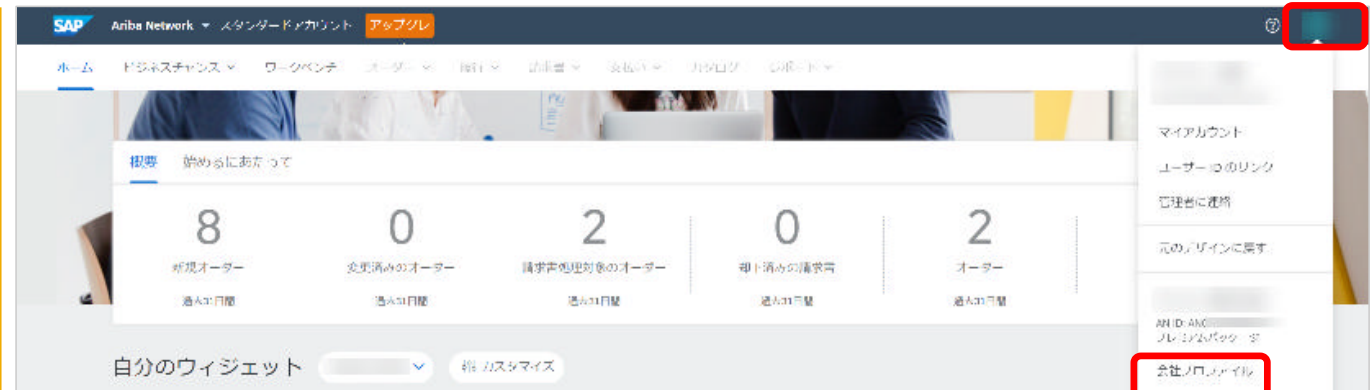 SAP Ariba Network スタンダードアカウント アップグレ
ホーム ビジネスチャンス ワークベンチ オーダー 履行 請求書 支払い カタログ レポート
概要 始めるにあたって
8 0 2 0 2
新規オーダー 変更済みのオーダー 請求書処理対象のオーダー 却下済みの請求書 オーダー
過去31日間 過去31日間 過去31日間 過去31日間 過去31日間
自分のウィジェット カスタマイズ
マイアカウント
ユーザー ID のリンク
管理者に連絡
元のデザインに戻す
AN ID: AN0
プレミアムパッケージ
会社プロファイル